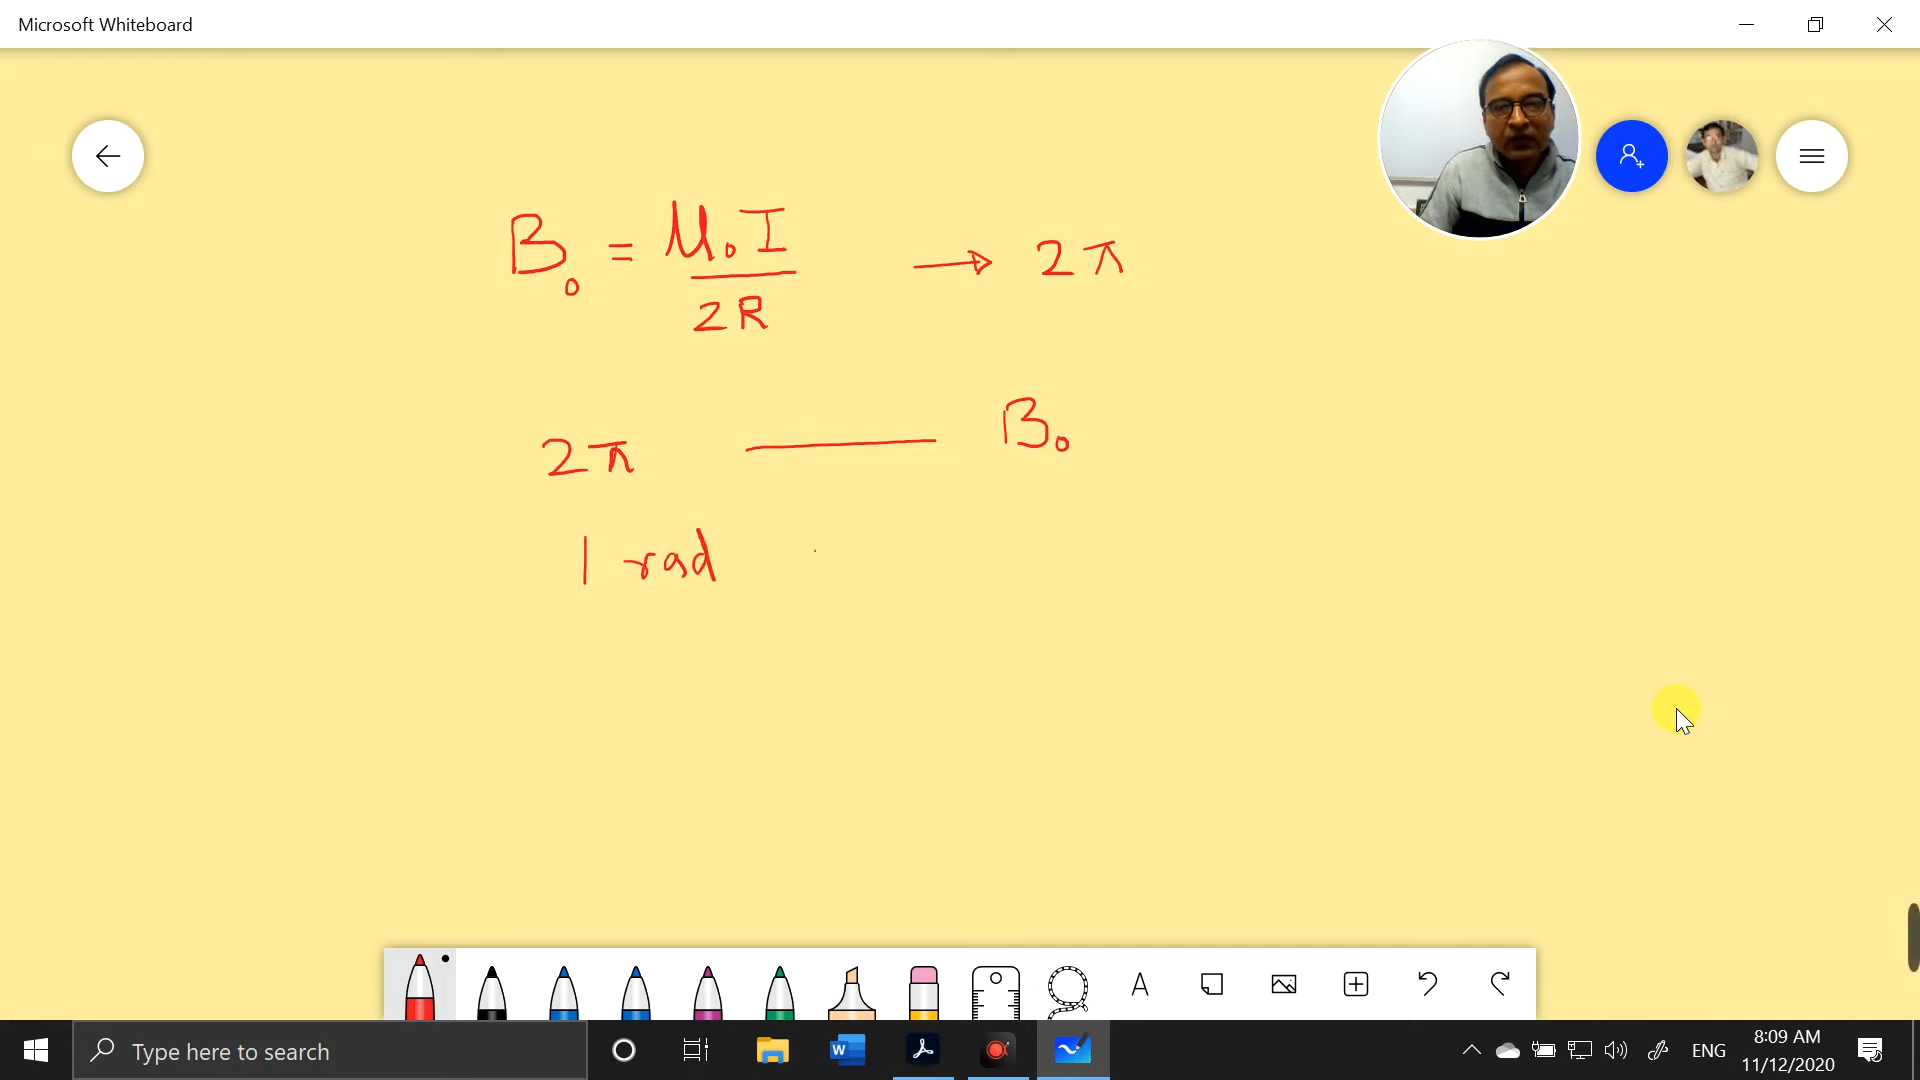 Microsoft Whiteboard
B₀ = μ₀I / 2R → 2π
2π —— B₀
1 rad
A
W
Type here to search
ENG
8:09 AM
11/12/2020